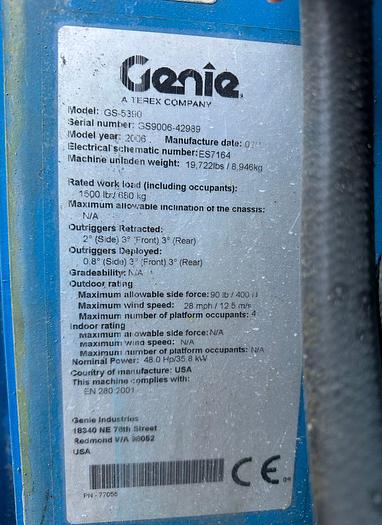 Genie
A TEREX COMPANY
Model: GS-5390
Serial number: GS9006-42989
Model year: 2006 Manufacture date:
Electrical schematic number: ES7164
Machine unladen weight: 19,722lbs / 8,946kg
Rated work load (including occupants):
1500 lb / 680 kg
Maximum allowable inclination of the chassis:
N/A
Outriggers Retracted:
2° (Side) 3° (Front) 3° (Rear)
Outriggers Deployed:
0.8° (Side) 3° (Front) 3° (Rear)
Gradeability: N/A
Outdoor rating
Maximum allowable side force: 90 lb / 400 N
Maximum wind speed: 28 mph / 12.5 m/s
Maximum number of platform occupants: 4
Indoor rating
Maximum allowable side force: N/A
Maximum wind speed: N/A
Maximum number of platform occupants: N/A
Nominal Power: 48.0 Hp/35.8 kW
Country of manufacture: USA
This machine complies with:
EN 280:2001
Genie Industries
18340 NE 76th Street
Redmond WA 98052
USA
PN - 77055
CE